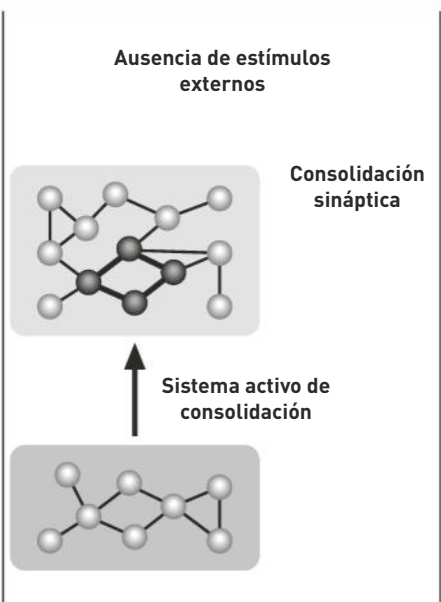 Ausencia de estímulos
externos
Consolidación
sináptica
Sistema activo de
consolidación